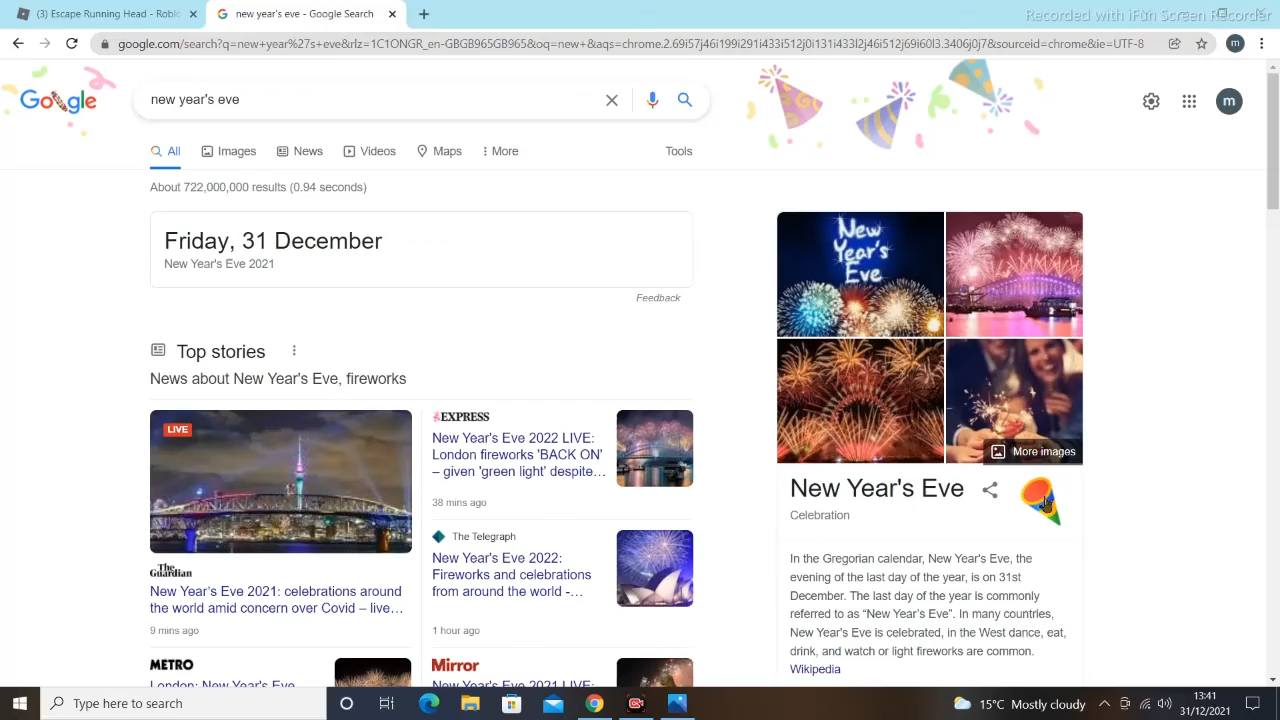 (3) Escape Running Head - Robl
new year's eve - Google Search
Recorded with iFun Screen Recorder
google.com/search?q=new+year%27s+eve&rlz=1C1ONGR_en-GBGB965GB965&oq=new+&aqs=chrome.2.69i57j46i199i291i433i512j0i271i433i512j69i60l3.3406j0j7&sourceid=chrome&ie=UTF-8
m
Google
new year's eve
m
All
Images
News
Videos
Maps
More
Tools
About 722,000,000 results (0.94 seconds)
Friday, 31 December
New Year's Eve 2021
Feedback
Top stories
News about New Year's Eve, fireworks
LIVE
The Guardian
New Year's Eve 2021: celebrations around
the world amid concern over Covid – live…
9 mins ago
EXPRESS
New Year's Eve 2022 LIVE:
London fireworks 'BACK ON'
– given 'green light' despite…
38 mins ago
The Telegraph
New Year's Eve 2022:
Fireworks and celebrations
from around the world -…
1 hour ago
METRO
London: New Year's Eve
Mirror
New Year's Eve 2021 LIVE:
New
Year's
Eve
More images
New Year's Eve
Celebration
In the Gregorian calendar, New Year's Eve, the
evening of the last day of the year, is on 31st
December. The last day of the year is commonly
referred to as “New Year’s Eve”. In many countries,
New Year's Eve is celebrated, in the West dance, eat,
drink, and watch or light fireworks are common.
Wikipedia
Type here to search
15°C Mostly cloudy
13:41
31/12/2021